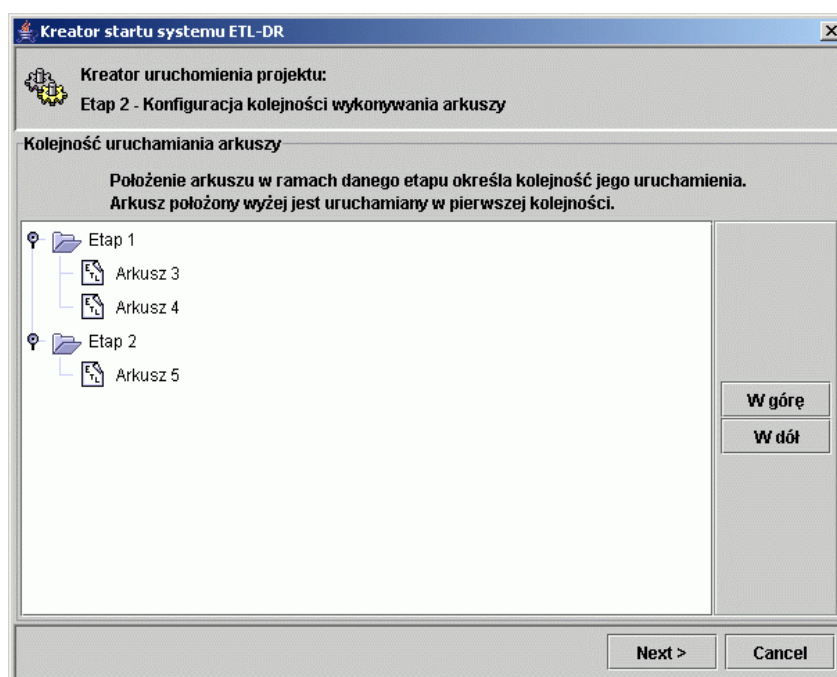 Kreator startu systemu ETL-DR
Kreator uruchomienia projektu:
Etap 2 - Konfiguracja kolejności wykonywania arkuszy
Kolejność uruchamiania arkuszy
Położenie arkuszu w ramach danego etapu określa kolejność jego uruchamienia.
Arkusz położony wyżej jest uruchamiany w pierwszej kolejności.
Etap 1
Arkusz 3
Arkusz 4
Etap 2
Arkusz 5
W górę
W dół
Next >
Cancel